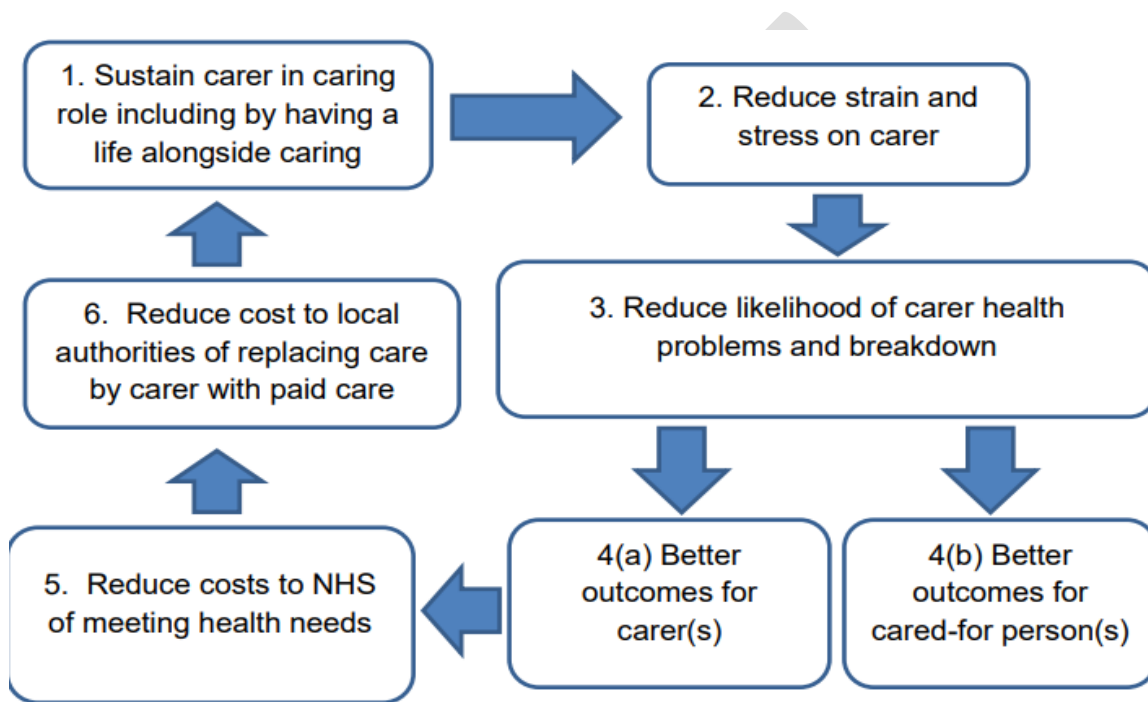 1. Sustain carer in caring
role including by having a
life alongside caring
2. Reduce strain and
stress on carer
3. Reduce likelihood of carer health
problems and breakdown
4(a) Better
outcomes for
carer(s)
4(b) Better
outcomes for
cared-for person(s)
5. Reduce costs to NHS
of meeting health needs
6. Reduce cost to local
authorities of replacing care
by carer with paid care